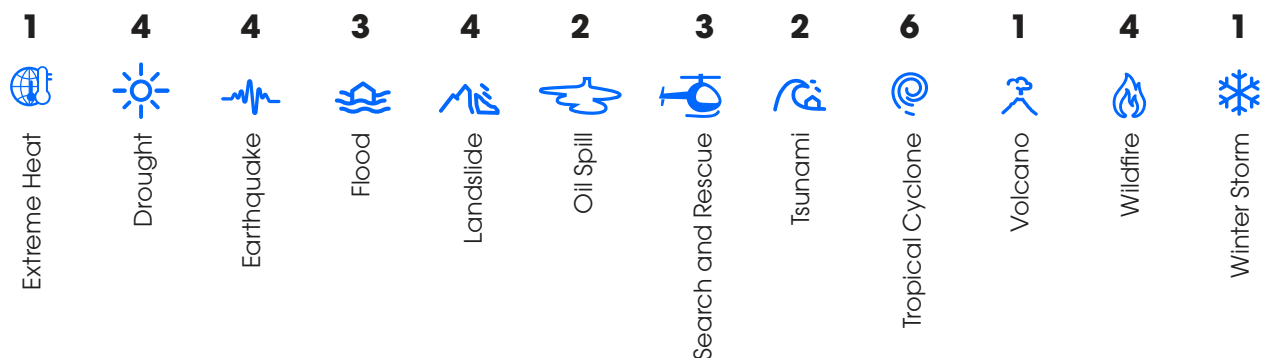 1
4
4
3
4
2
3
2
6
1
4
1
Extreme Heat
Drought
Earthquake
Flood
Landslide
Oil Spill
Search and Rescue
Tsunami
Tropical Cyclone
Volcano
Wildfire
Winter Storm